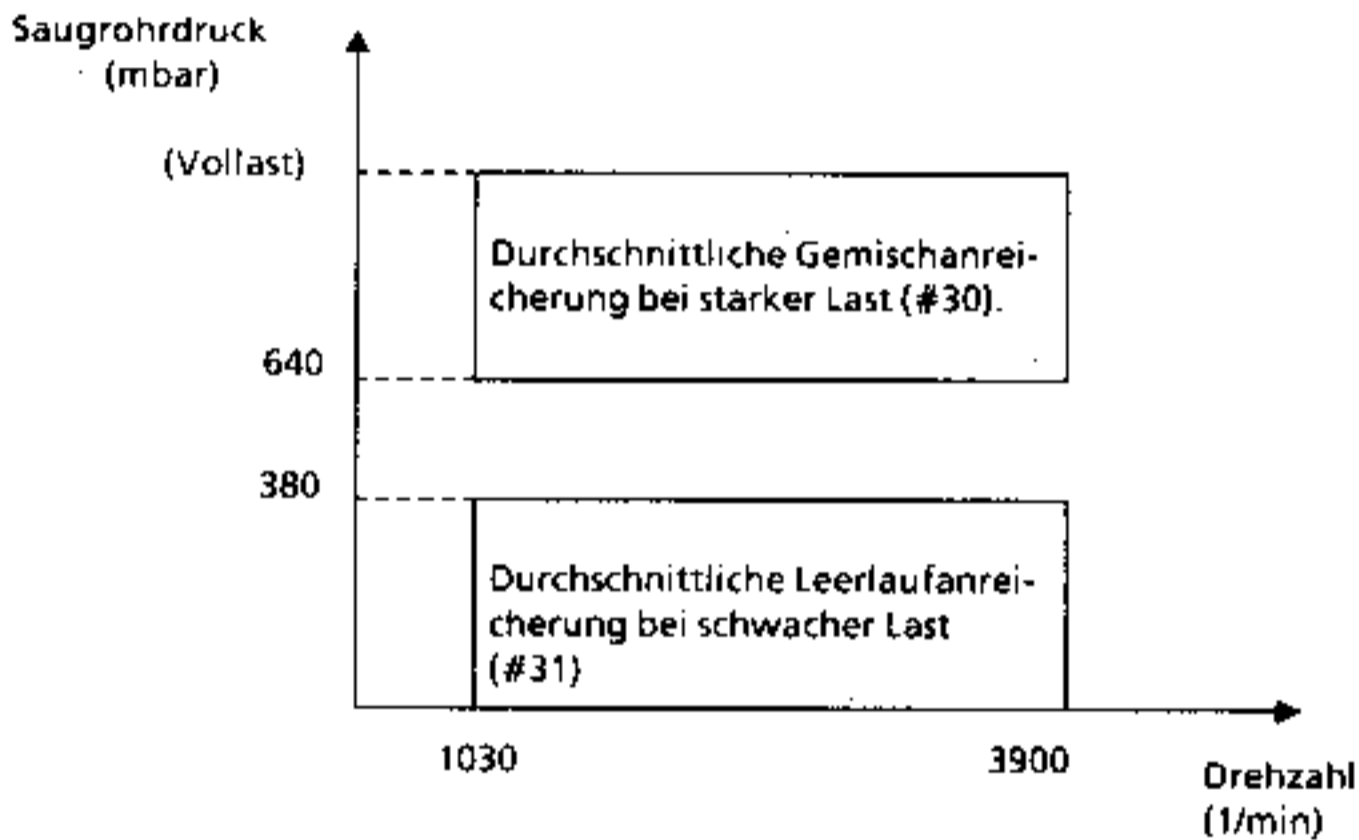 Saugrohrdruck
(mbar)
(Vollast)
Durchschnittliche Gemischanrei-
cherung bei starker Last (#30).
640
380
Durchschnittliche Leerlaufanrei-
cherung bei schwacher Last
(#31)
1030
3900
Drehzahl
(1/min)